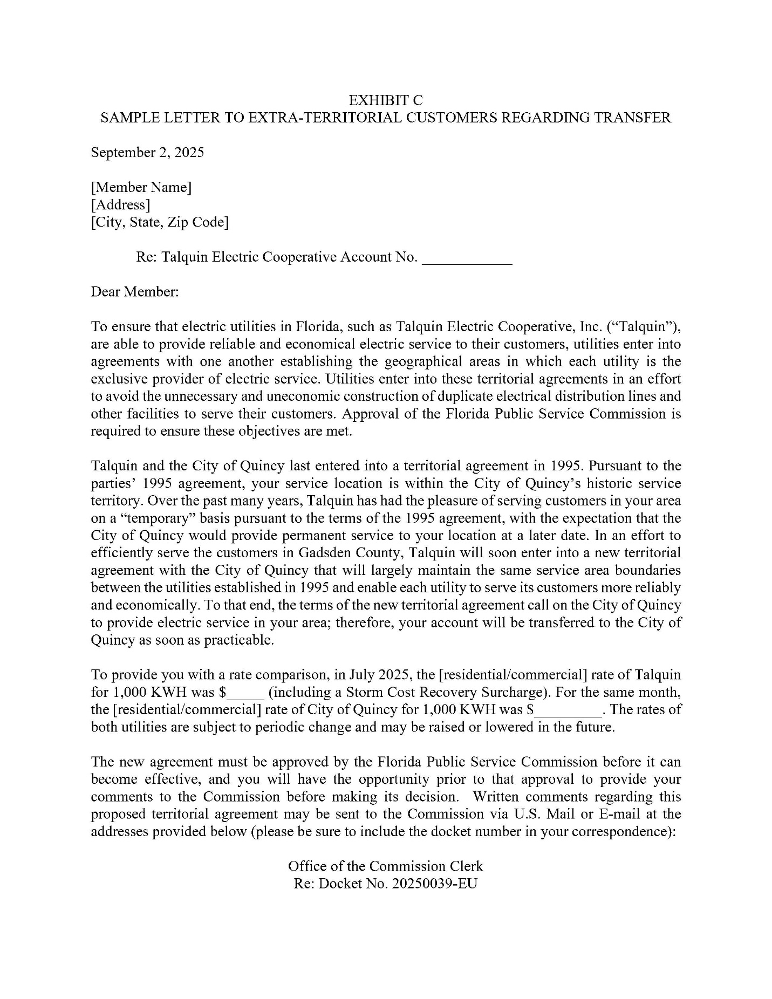 EXHIBIT C
SAMPLE LETTER TO EXTRA-TERRITORIAL CUSTOMERS REGARDING TRANSFER
September 2, 2025
[Member Name]
[Address]
[City, State, Zip Code]
Re: Talquin Electric Cooperative Account No. ____________
Dear Member:
To ensure that electric utilities in Florida, such as Talquin Electric Cooperative, Inc. (“Talquin”),
are able to provide reliable and economical electric service to their customers, utilities enter into
agreements with one another establishing the geographical areas in which each utility is the
exclusive provider of electric service. Utilities enter into these territorial agreements in an effort
to avoid the unnecessary and uneconomic construction of duplicate electrical distribution lines and
other facilities to serve their customers. Approval of the Florida Public Service Commission is
required to ensure these objectives are met.
Talquin and the City of Quincy last entered into a territorial agreement in 1995. Pursuant to the
parties’ 1995 agreement, your service location is within the City of Quincy’s historic service
territory. Over the past many years, Talquin has had the pleasure of serving customers in your area
on a “temporary” basis pursuant to the terms of the 1995 agreement, with the expectation that the
City of Quincy would provide permanent service to your location at a later date. In an effort to
efficiently serve the customers in Gadsden County, Talquin will soon enter into a new territorial
agreement with the City of Quincy that will largely maintain the same service area boundaries
between the utilities established in 1995 and enable each utility to serve its customers more reliably
and economically. To that end, the terms of the new territorial agreement call on the City of Quincy
to provide electric service in your area; therefore, your account will be transferred to the City of
Quincy as soon as practicable.
To provide you with a rate comparison, in July 2025, the [residential/commercial] rate of Talquin
for 1,000 KWH was $_____ (including a Storm Cost Recovery Surcharge). For the same month,
the [residential/commercial] rate of City of Quincy for 1,000 KWH was $_________. The rates of
both utilities are subject to periodic change and may be raised or lowered in the future.
The new agreement must be approved by the Florida Public Service Commission before it can
become effective, and you will have the opportunity prior to that approval to provide your
comments to the Commission before making its decision.  Written comments regarding this
proposed territorial agreement may be sent to the Commission via U.S. Mail or E-mail at the
addresses provided below (please be sure to include the docket number in your correspondence):
Office of the Commission Clerk
Re: Docket No. 20250039-EU